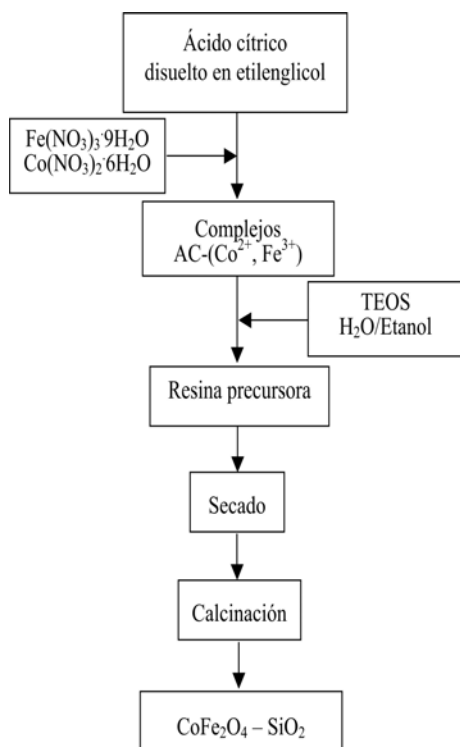 Ácido cítrico
disuelto en etilenglicol
Fe(NO₃)₃·9H₂O
Co(NO₃)₂·6H₂O
Complejos
AC-(Co²⁺, Fe³⁺)
TEOS
H₂O/Etanol
Resina precursora
Secado
Calcinación
CoFe₂O₄ – SiO₂